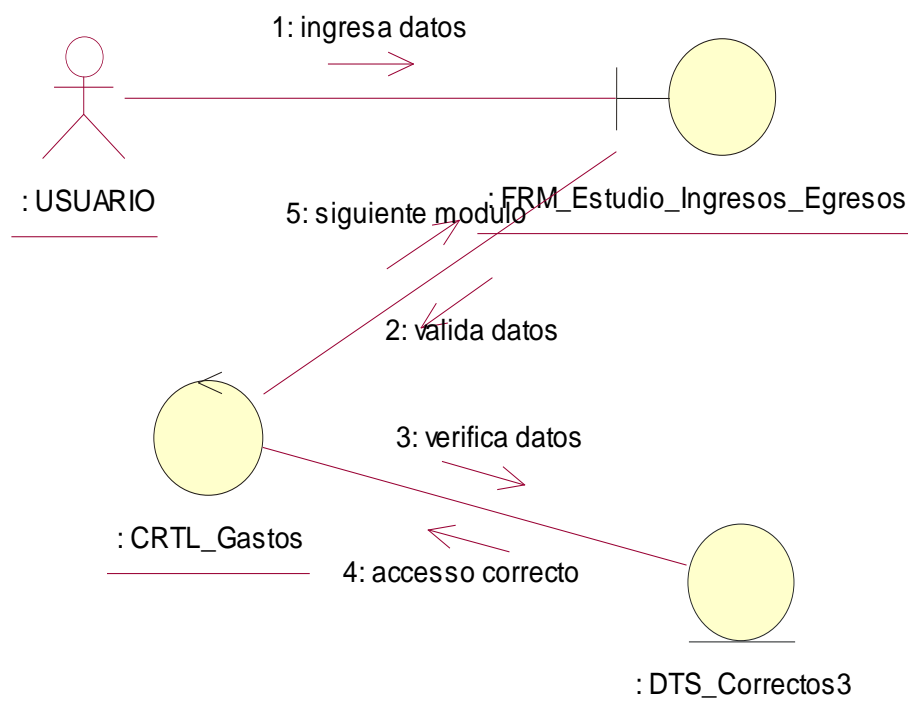 1: ingresa datos
: USUARIO
: FRM_Estudio_Ingresos_Egresos
5: siguiente modulo
2: valida datos
3: verifica datos
: CRTL_Gastos
4: accesso correcto
: DTS_Correctos3